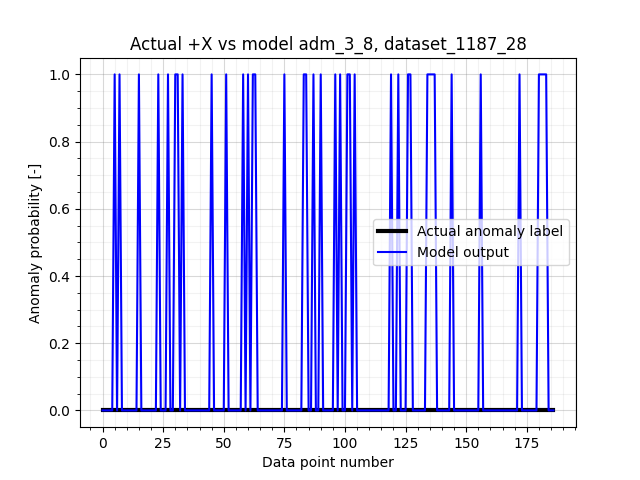 Actual +X vs model adm_3_8, dataset_1187_28
Anomaly probability [-]
1.0
0.8
0.6
0.4
0.2
0.0
Actual anomaly label
Model output
0 25 50 75 100 125 150 175
Data point number